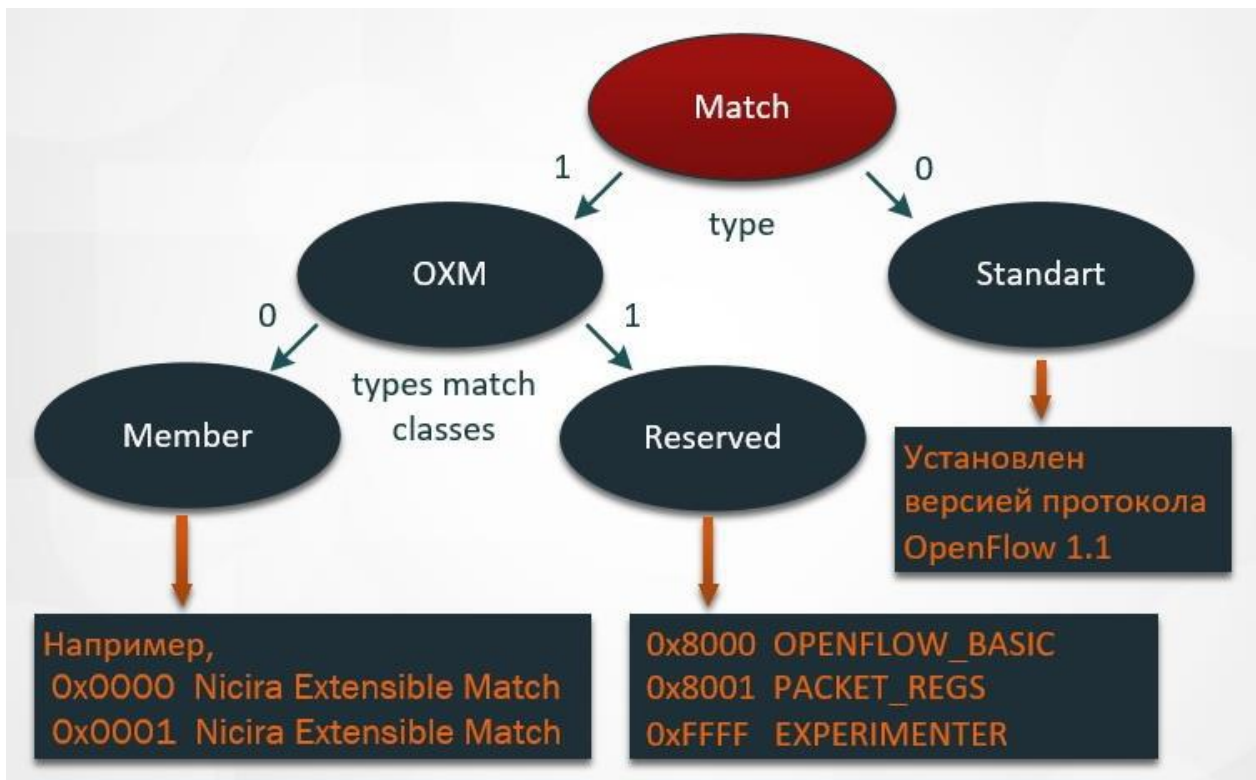 Match
1
0
type
OXM
Standart
0
1
types match
classes
Member
Reserved
Установлен
версией протокола
OpenFlow 1.1
Например,
0x0000 Nicira Extensible Match
0x0001 Nicira Extensible Match
0x8000 OPENFLOW_BASIC
0x8001 PACKET_REGS
0xFFFF EXPERIMENTER